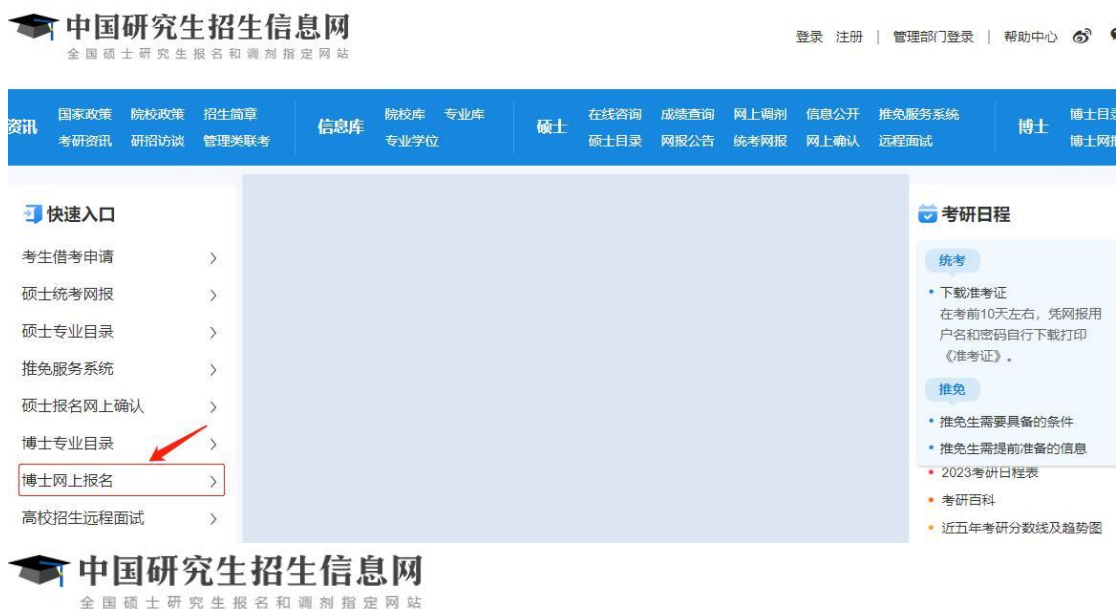 中国研究生招生信息网
全国硕士研究生报名和调剂指定网站
登录 注册 | 管理部门登录 | 帮助中心
资讯 国家政策 院校政策 招生简章 信息库 院校库 专业库 硕士 在线咨询 成绩查询 网上调剂 信息公开 推免服务系统 博士 博士目录
考研资讯 研招访谈 管理类联考 专业学位 硕士目录 网报公告 统考网报 网上确认 远程面试 博士网报
快速入口
考生借考申请
硕士统考网报
硕士专业目录
推免服务系统
硕士报名网上确认
博士专业目录
博士网上报名
高校招生远程面试
考研日程
统考
下载准考证
在考前10天左右，凭网报用
户名和密码自行下载打印
《准考证》。
推免
推免生需要具备的条件
推免生需提前准备的信息
2023考研日程表
考研百科
近五年考研分数线及趋势图
中国研究生招生信息网
全国硕士研究生报名和调剂指定网站